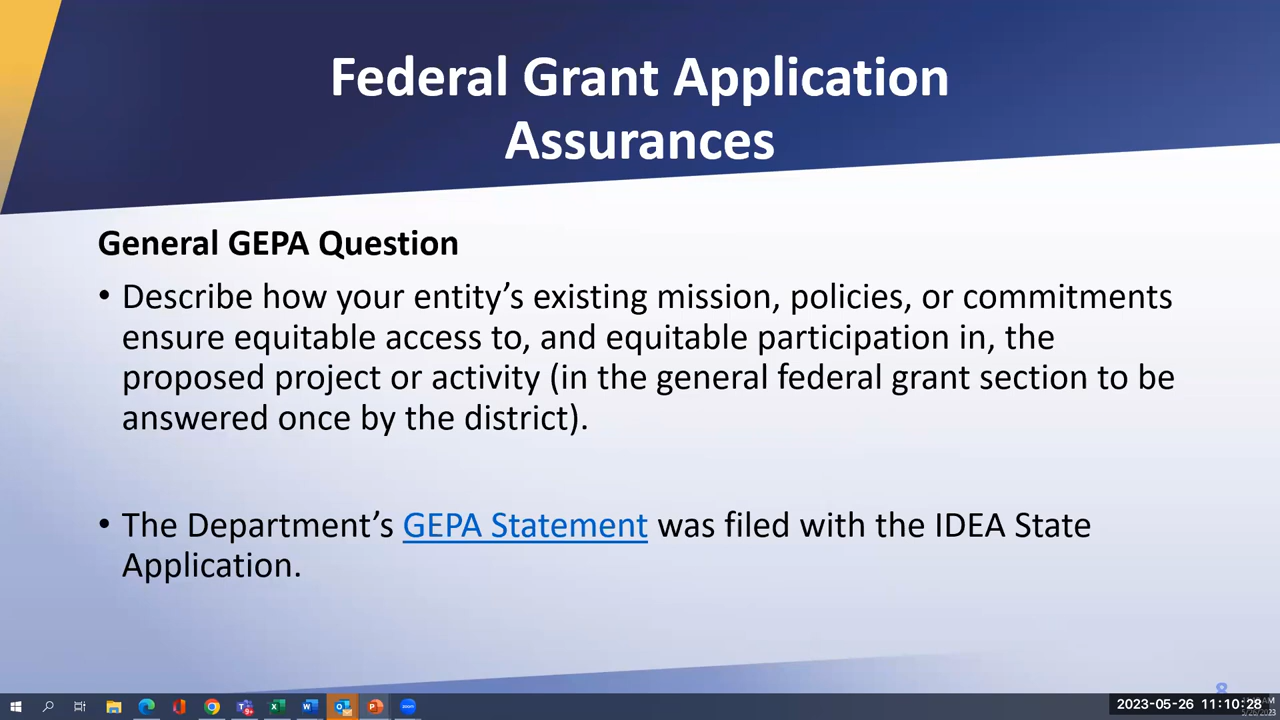 Federal Grant Application
Assurances
General GEPA Question
• Describe how your entity’s existing mission, policies, or commitments
ensure equitable access to, and equitable participation in, the
proposed project or activity (in the general federal grant section to be
answered once by the district).
• The Department’s GEPA Statement was filed with the IDEA State
Application.
8
2023-05-26 11:10:28